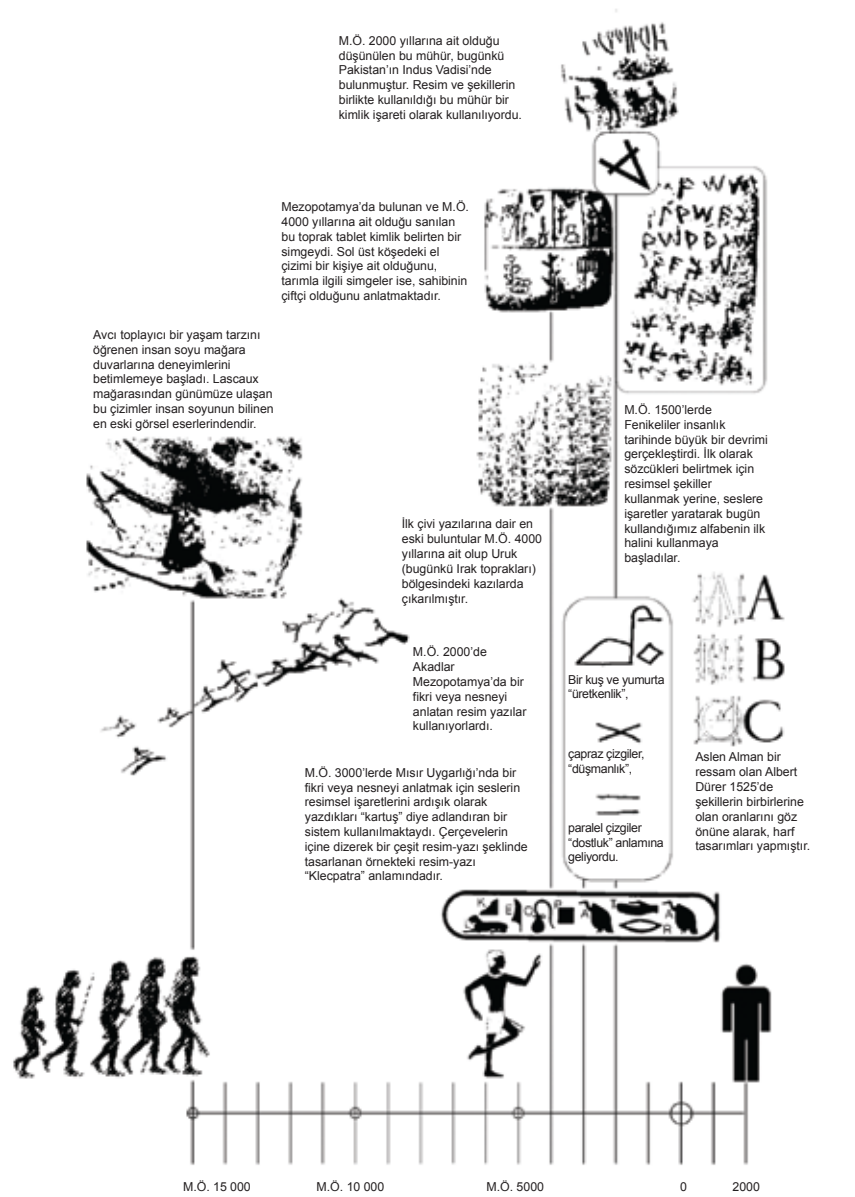 M.Ö. 2000 yıllarına ait olduğu
düşünülen bu mühür, bugünkü
Pakistan’ın Indus Vadisi’nde
bulunmuştur. Resim ve şekillerin
birlikte kullanıldığı bu mühür bir
kimlik işareti olarak kullanılıyordu.
Mezopotamya’da bulunan ve M.Ö.
4000 yıllarına ait olduğu sanılan
bu toprak tablet kimlik belirten bir
simgeydi. Sol üst köşedeki el
çizimi bir kişiye ait olduğunu,
tarımla ilgili simgeler ise, sahibinin
çiftçi olduğunu anlatmaktadır.
Avcı toplayıcı bir yaşam tarzını
öğrenen insan soyu mağara
duvarlarına deneyimlerini
betimlemeye başladı. Lascaux
mağarasından günümüze ulaşan
bu çizimler insan soyunun bilinen
en eski görsel eserlerindendir.
M.Ö. 1500’lerde
Fenikeliler insanlık
tarihinde büyük bir devrimi
gerçekleştirdi. İlk olarak
sözcükleri belirtmek için
resimsel şekiller
kullanmak yerine, seslere
işaretler yaratarak bugün
kullandığımız alfabenin ilk
halini kullanmaya
başladılar.
İlk çivi yazılarına dair en
eski buluntular M.Ö. 4000
yıllarına ait olup Uruk
(bugünkü Irak toprakları)
bölgesindeki kazılarda
çıkarılmıştır.
A
B
C
M.Ö. 2000’de
Akadlar
Mezopotamya’da bir
fikri veya nesneyi
anlatan resim yazılar
kullanıyorlardı.
Bir kuş ve yumurta
“üretkenlik”,
çapraz çizgiler,
“düşmanlık”,
paralel çizgiler
“dostluk” anlamına
geliyordu.
Aslen Alman bir
ressam olan Albert
Dürer 1525’de
şekillerin birbirlerine
olan oranlarını göz
önüne alarak, harf
tasarımları yapmıştır.
M.Ö. 3000’lerde Mısır Uygarlığı’nda bir
fikri veya nesneyi anlatmak için seslerin
resimsel işaretlerini ardışık olarak
yazdıkları “kartuş” diye adlandıran bir
sistem kullanılmaktaydı. Çerçevelerin
içine dizerek bir çeşit resim-yazı şeklinde
tasarlanan örnekteki resim-yazı
“Klecpatra” anlamındadır.
K E O P A T R A
M.Ö. 15 000 M.Ö. 10 000 M.Ö. 5000 0 2000